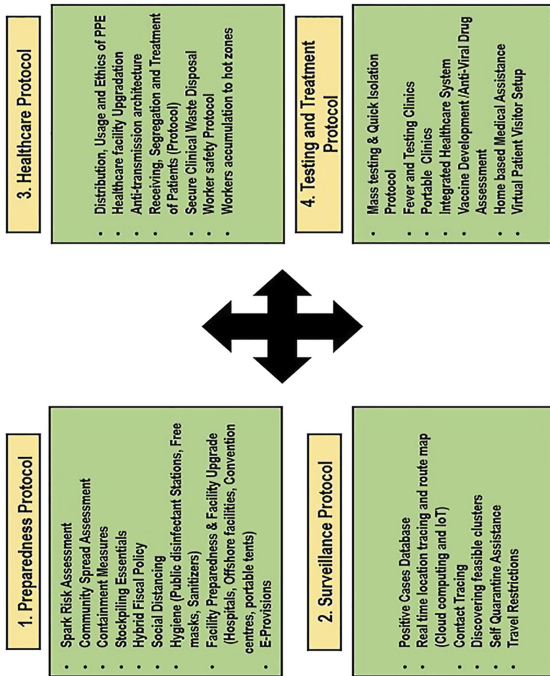 1. Preparedness Protocol
• Spark Risk Assessment
• Community Spread Assessment
• Containment Measures
• Stockpiling Essentials
• Hybrid Fiscal Policy
• Social Distancing
• Hygiene (Public disinfectant Stations, Free
masks, Sanitizers)
• Facility Preparedness & Facility Upgrade
(Hospitals, Offshore facilities, Convention
centres, portable tents)
• E-Provisions
2. Surveillance Protocol
• Positive Cases Database
• Real time location tracing and route map
(Cloud computing and IoT)
• Contact Tracing
• Discovering feasible clusters
• Self Quarantine Assistance
• Travel Restrictions
3. Healthcare Protocol
• Distribution, Usage and Ethics of PPE
• Healthcare facility Upgradation
• Anti-transmission architecture
• Receiving, Segregation and Treatment
of Patients (Protocol)
• Secure Clinical Waste Disposal
• Worker safety Protocol
• Workers accumulation to hot zones
4. Testing and Treatment
Protocol
• Mass testing & Quick Isolation
Protocol
• Fever and Testing Clinics
• Portable Clinics
• Integrated Healthcare System
• Vaccine Development /Anti-Viral Drug
Assessment
• Home based Medical Assistance
• Virtual Patient Visitor Setup